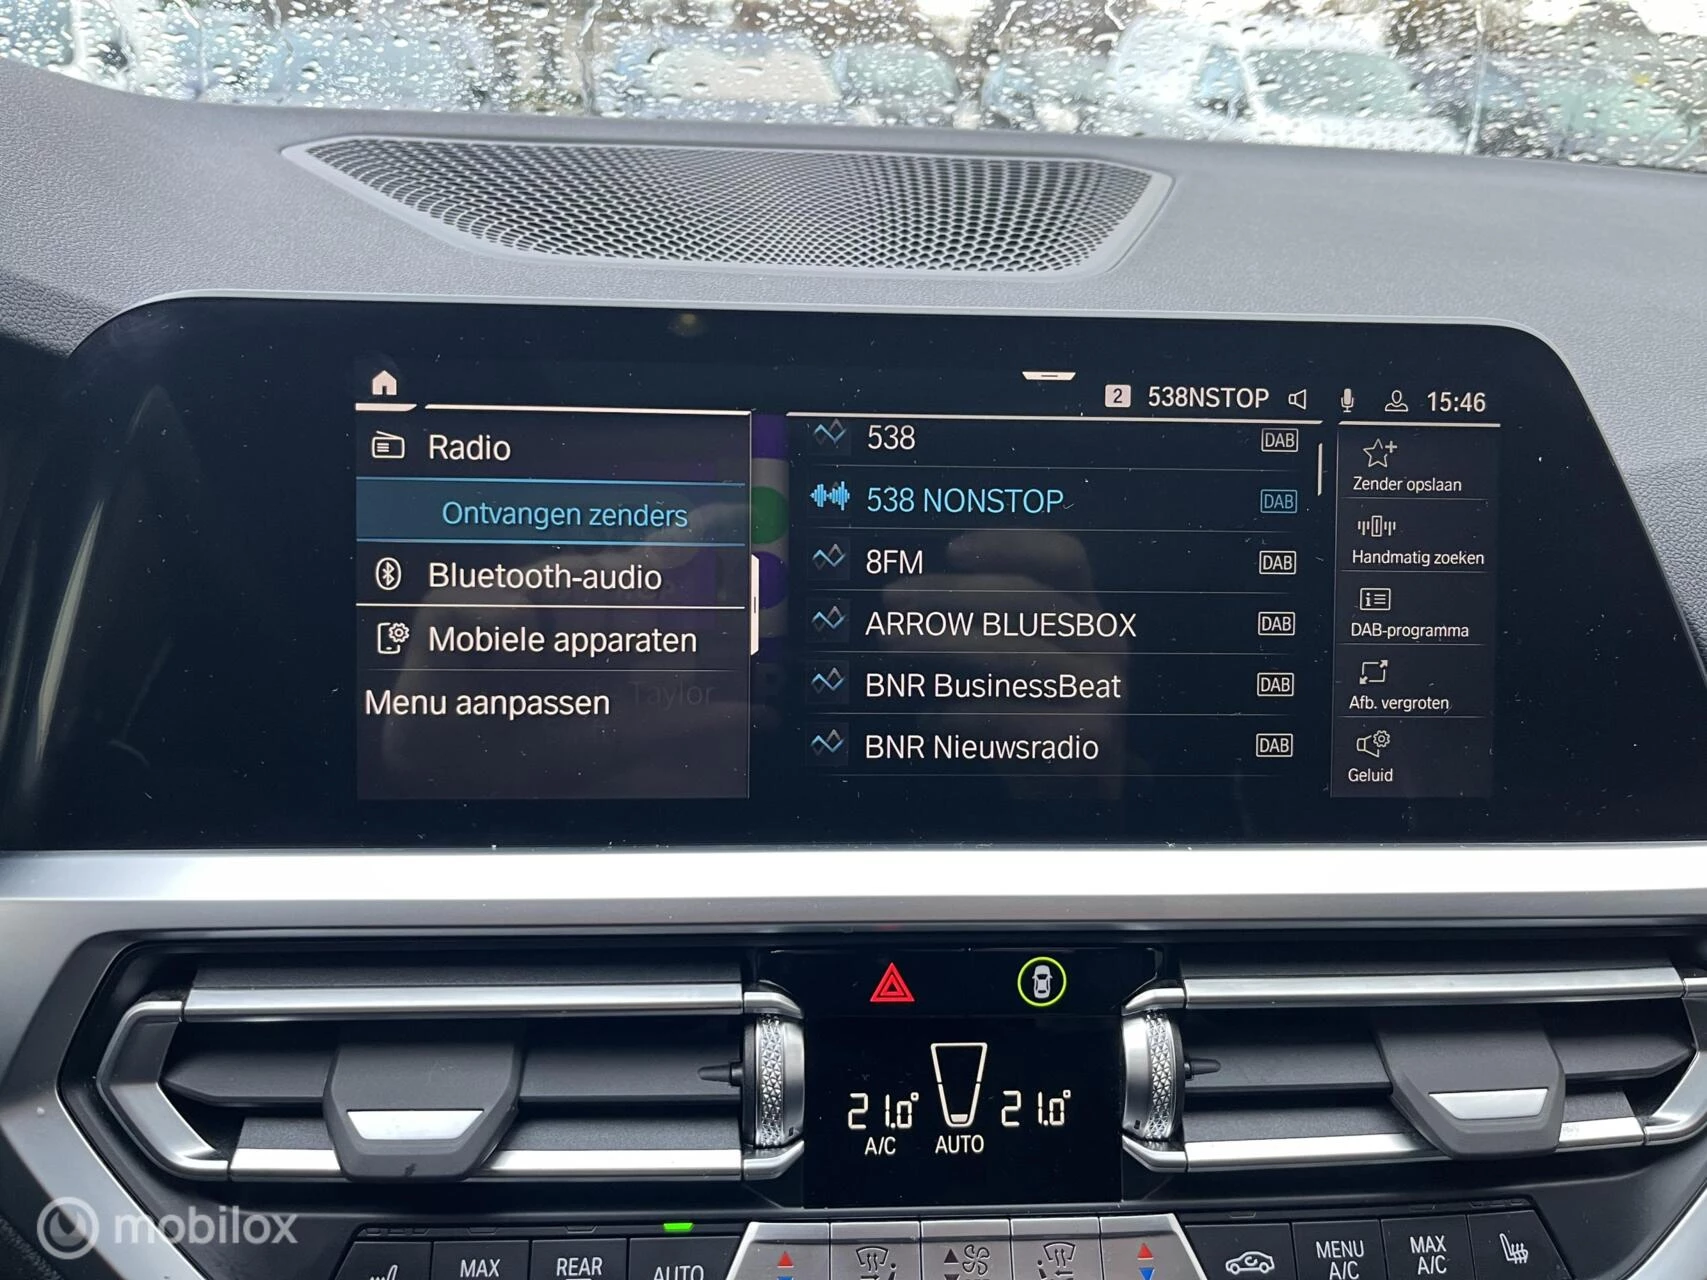 2 538NSTOP 15:46
Radio
Ontvangen zenders
Bluetooth-audio
Mobiele apparaten
Taylor
Menu aanpassen
538 DAB
538 NONSTOP DAB
8FM DAB
ARROW BLUESBOX DAB
BNR BusinessBeat DAB
BNR Nieuwsradio DAB
Zender opslaan
Handmatig zoeken
DAB-programma
Afb. vergroten
Geluid
21.0° 21.0°
A/C AUTO
mobilox
MAX
REAR
AUTO
MENU
A/C
MAX
A/C